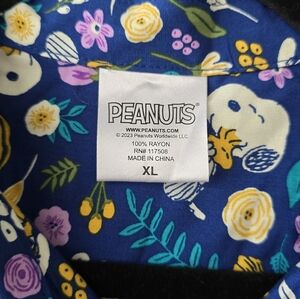 PEANUTS
WWW.PEANUTS.COM
© 2023 Peanuts Worldwide LLC
100% RAYON
RN# 117508
MADE IN CHINA
XL